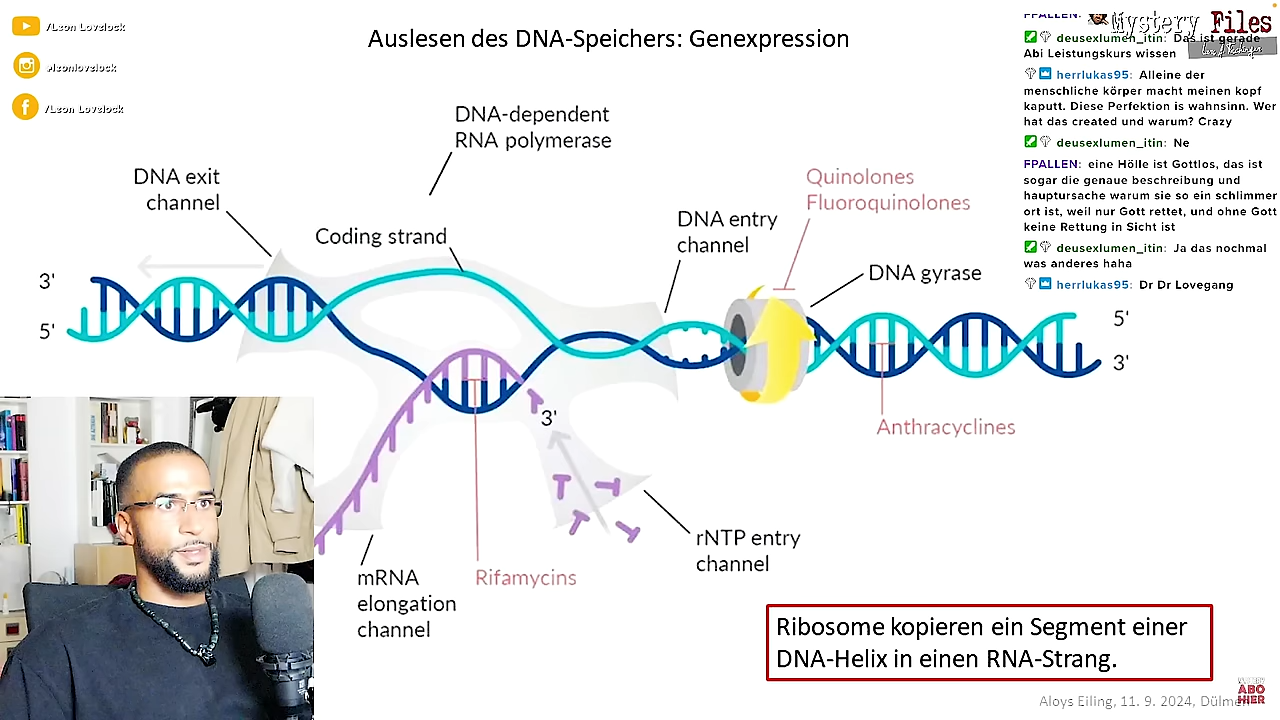 /Leon Lovelock
leonlovelock
/Leon Lovelock
Auslesen des DNA-Speichers: Genexpression
DNA-dependent
RNA polymerase
DNA exit
channel
Coding strand
Quinolones
Fluoroquinolones
DNA entry
channel
DNA gyrase
3'
5'
5'
3'
3'
Anthracyclines
rNTP entry
channel
mRNA
elongation
channel
Rifamycins
Ribosome kopieren ein Segment einer
DNA-Helix in einen RNA-Strang.
Aloys Eiling, 11. 9. 2024, Dülmen
ABO
HIER
Mystery Files
FPALLEN:
deusexlumen_itin: Das ist gerade
Abi Leistungskurs wissen
herrlukas95: Alleine der
menschliche körper macht meinen kopf
kaputt. Diese Perfektion is wahnsinn. Wer
hat das created und warum? Crazy
deusexlumen_itin: Ne
FPALLEN: eine Hölle ist Gottlos, das ist
sogar die genaue beschreibung und
hauptursache warum sie so ein schlimmer
ort ist, weil nur Gott rettet, und ohne Gott
keine Rettung in Sicht ist
deusexlumen_itin: Ja das nochmal
was anderes haha
herrlukas95: Dr Dr Lovegang